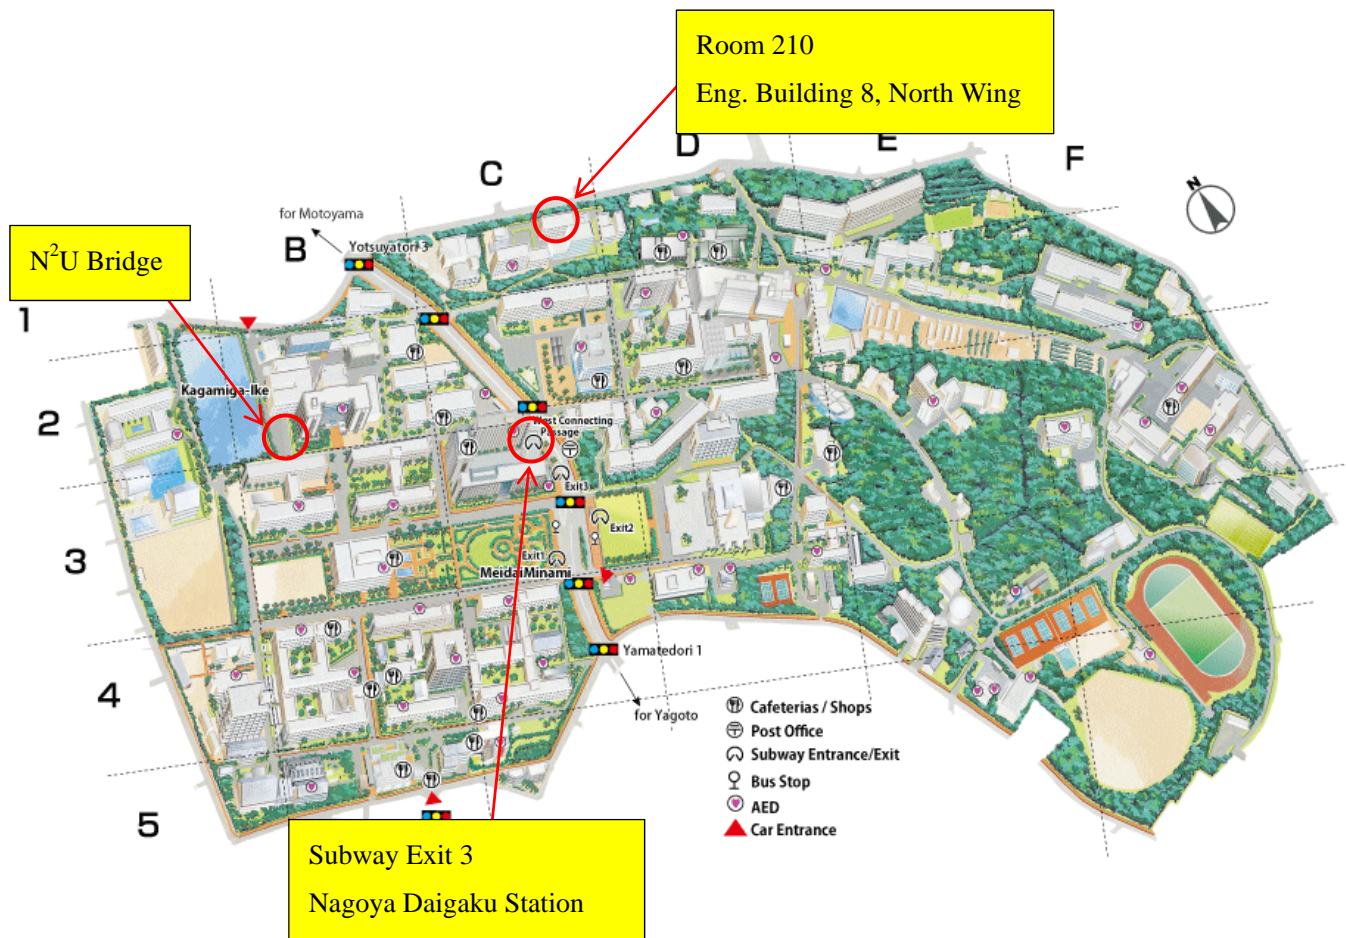 Room 210
Eng. Building 8, North Wing
C
D
E
F
N
for Motoyama
B
Yotsuyatori 3
N²U Bridge
1
Kagamiga-Ike
2
West Connecting
Passage
Exit3
3
Exit2
Exit1
MeidaiMinami
Yamatedori 1
4
for Yagoto
Cafeterias / Shops
Post Office
Subway Entrance/Exit
Bus Stop
AED
Car Entrance
5
Subway Exit 3
Nagoya Daigaku Station